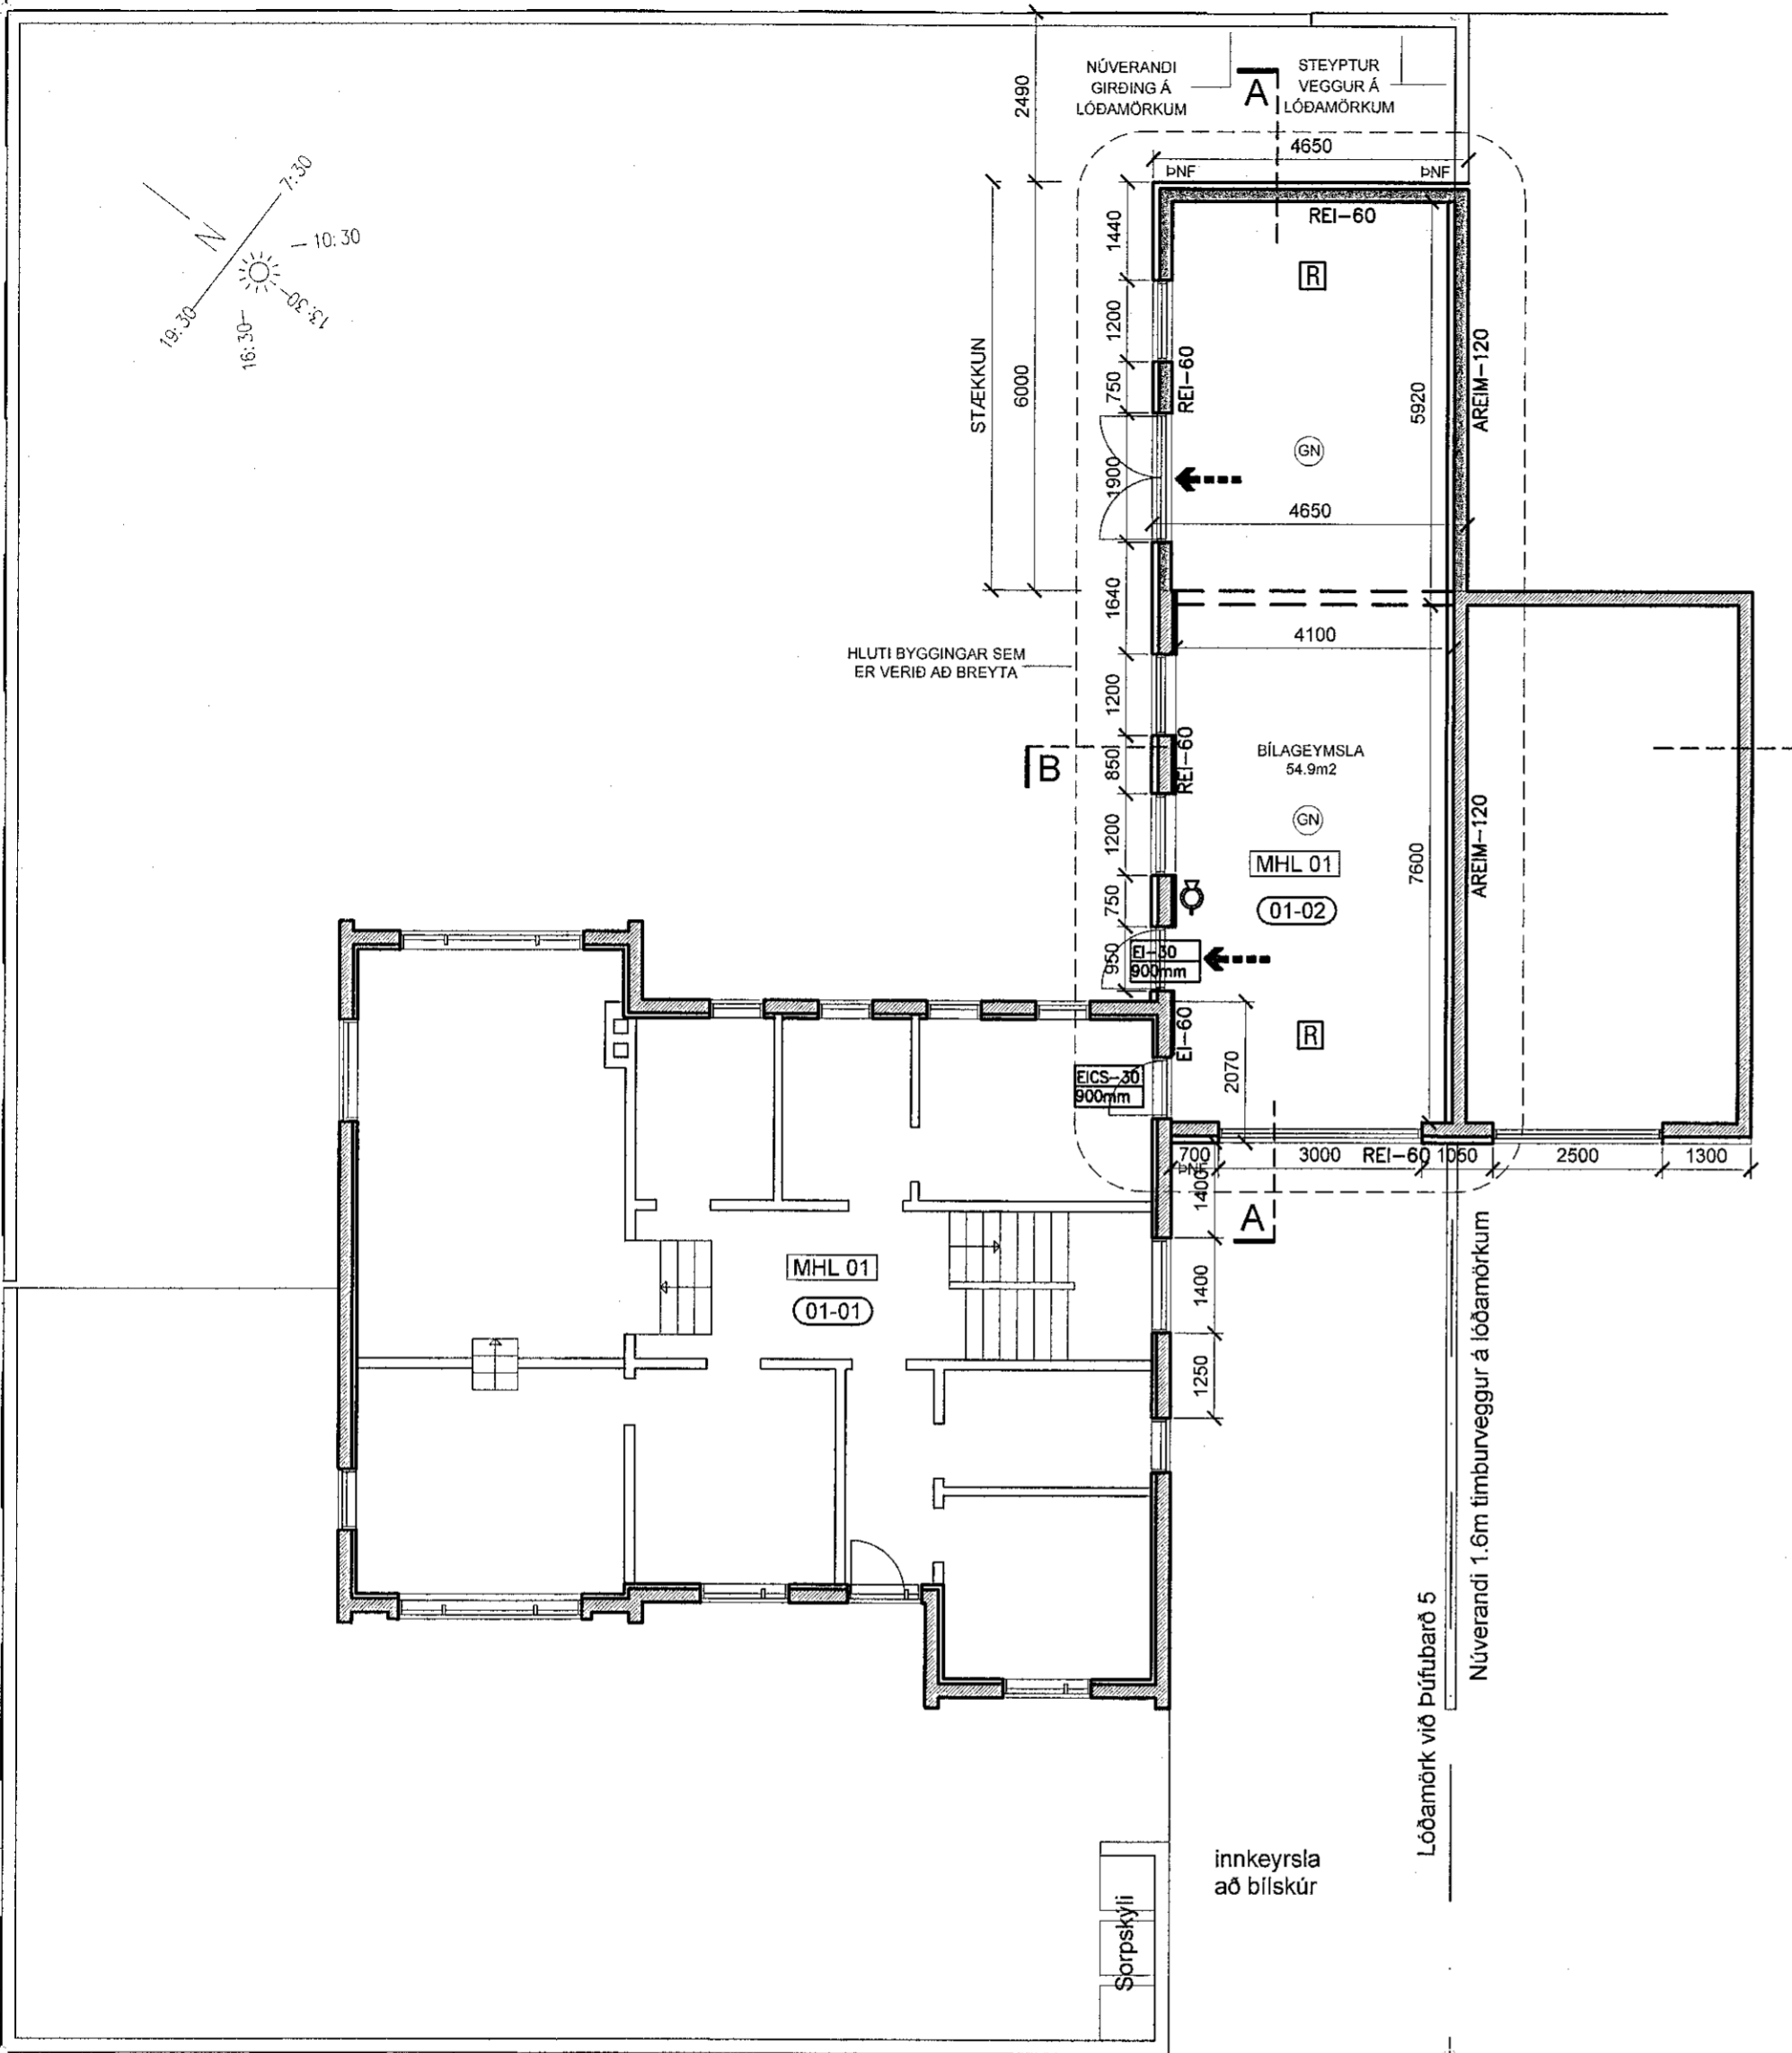 NÚVERANDI
GIRÐING Á
LÓÐAMÖRKUM
A
STEYPTUR
VEGGUR Á
LÓÐAMÖRKUM
2490
4650
ÞNF
ÞNF
REI-60
7:30
N
10:30
13:30
16:30
19:30
1440
R
1200
STÆKKUN
6000
750
REI-60
5920
AREIM-120
GN
1900
4650
1640
4100
HLUTI BYGGINGAR SEM
ER VERIÐ AÐ BREYTA
1200
B
850
REI-60
BÍLAGEYMSLA
54.9m2
GN
1200
MHL 01
7600
AREIM-120
750
01-02
950
EI-30
900mm
EI-60
R
2070
EICS-30
900mm
700
3000
REI-60
1050
2500
1300
ÞNF
1400
A
MHL 01
01-01
1400
1250
Núverandi 1.6m timburveggur á lóðamörkum
Lóðamörk við Þúfubarð 5
innkeyrsla
að bílskúr
Sorpskýli